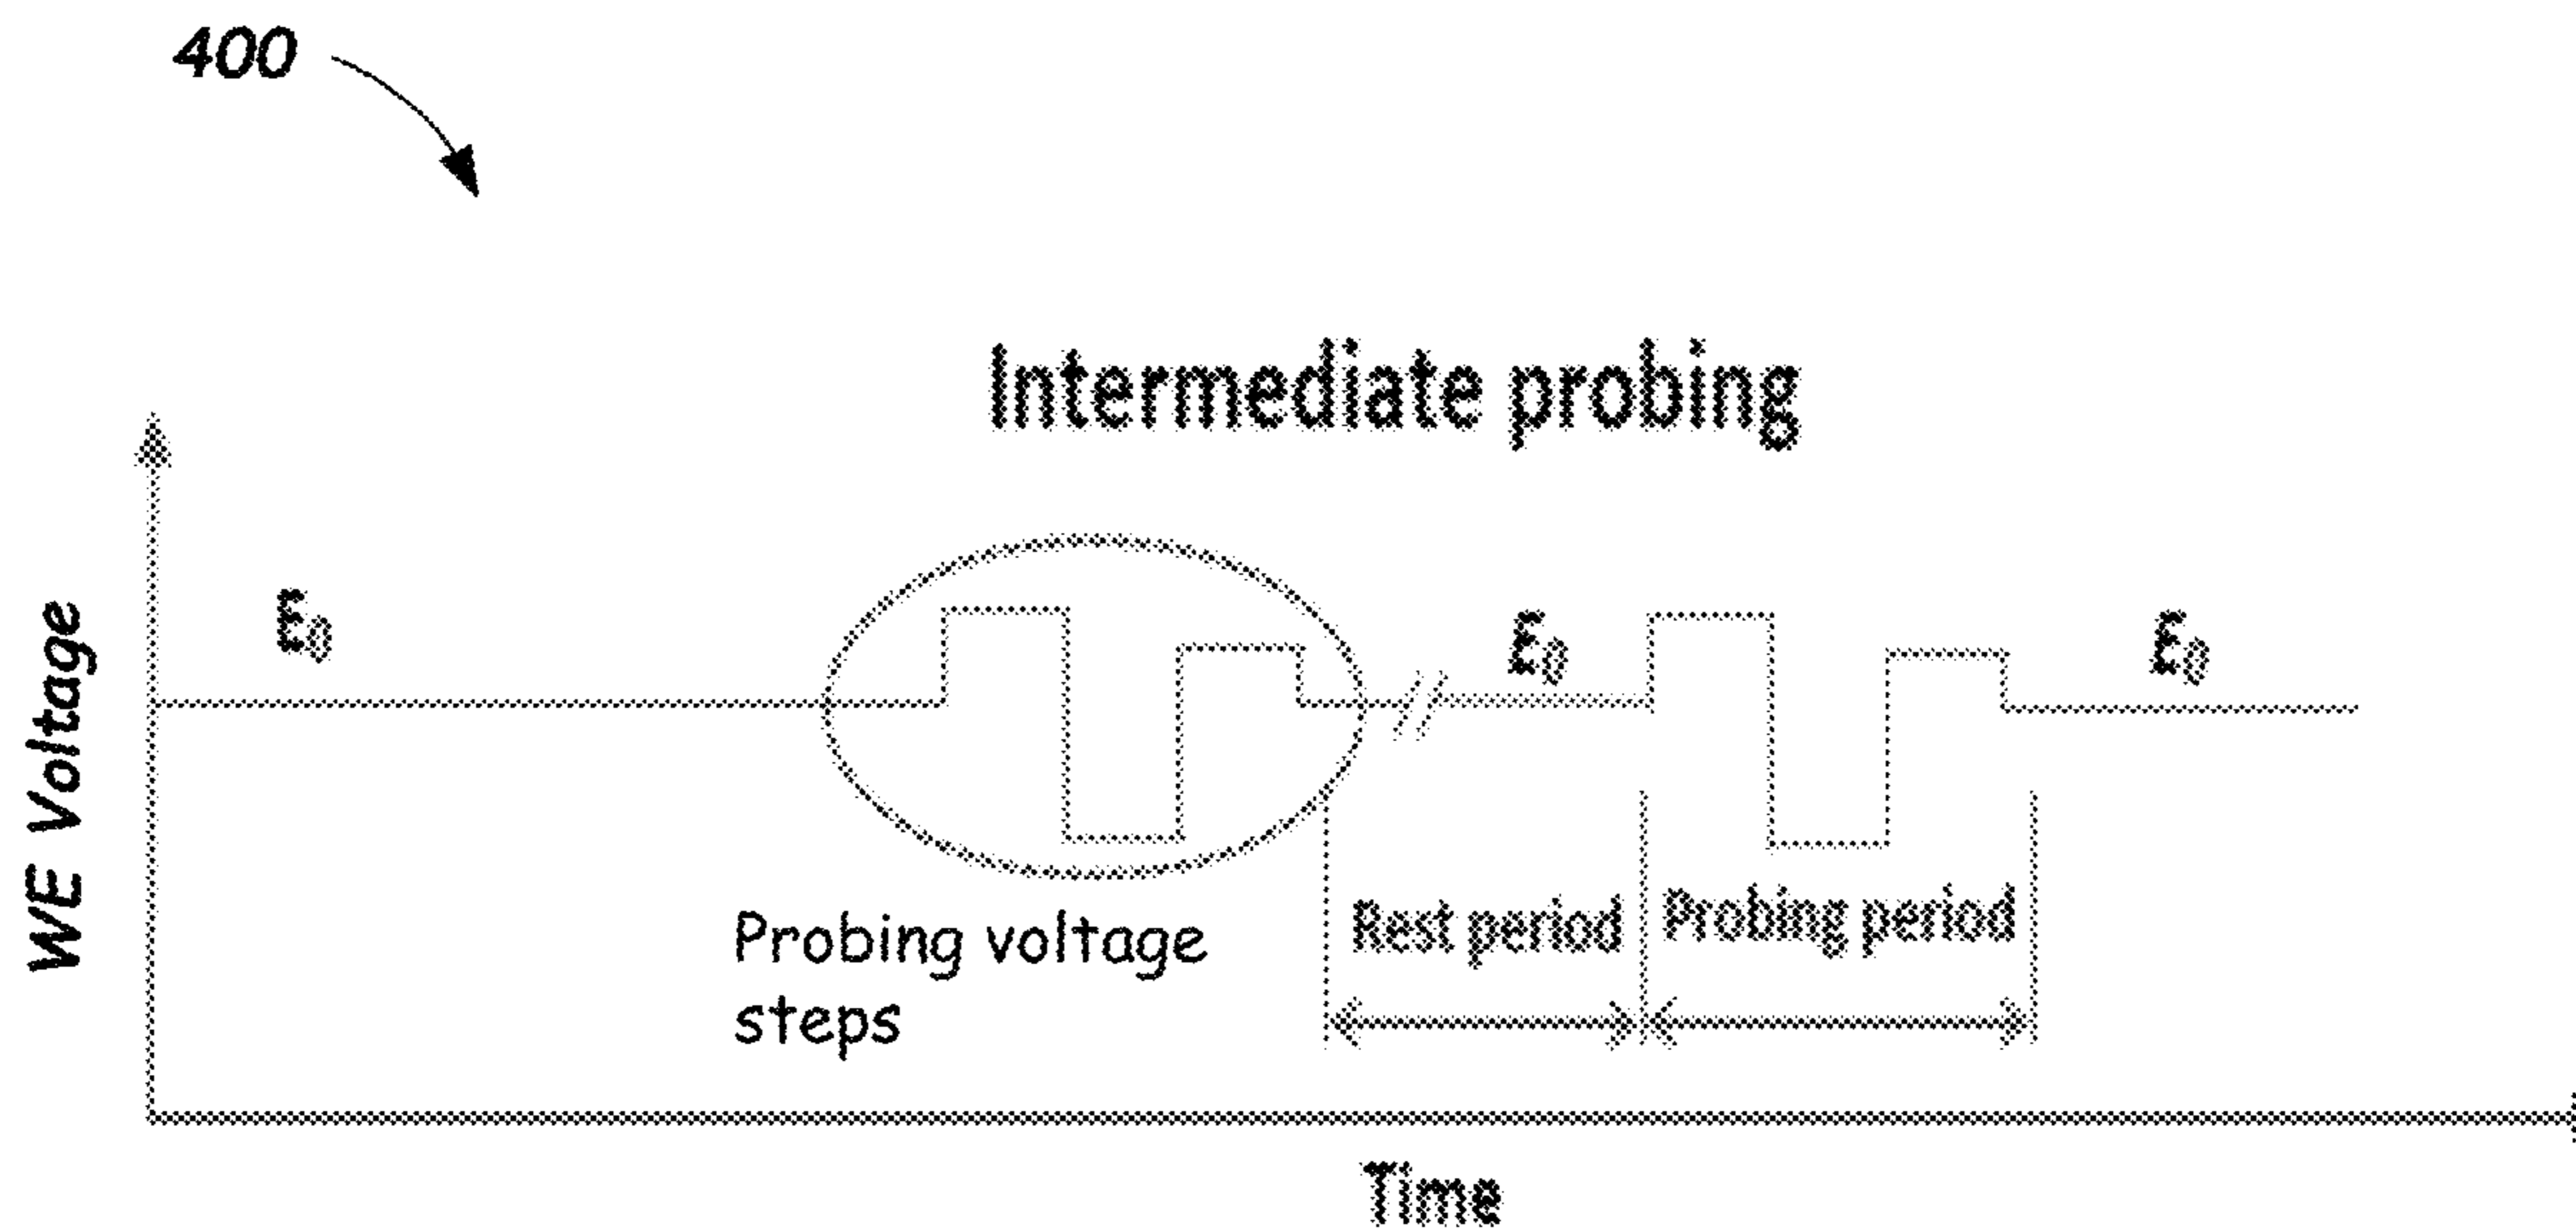 400
Intermediate probing
WE Voltage
E₀
E₀
E₀
Probing voltage
steps
Rest period
Probing period
Time